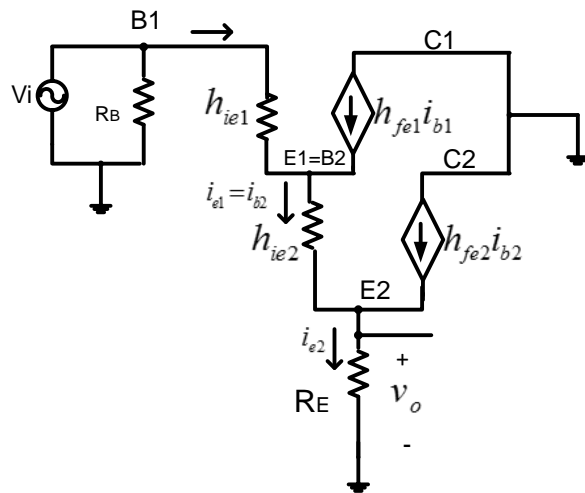 B1
C1
Vi
RB
hie1
hfe1ib1
E1=B2
C2
ie1=ib2
hie2
hfe2ib2
E2
ie2
+
RE
vo
-